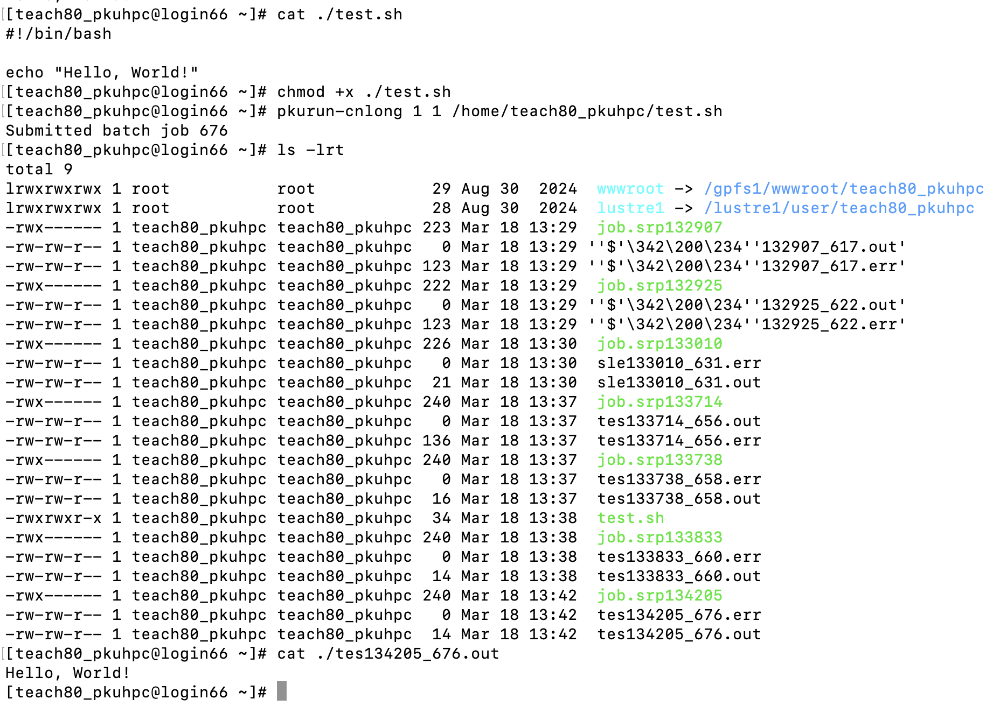 [[teach80_pkuhpc@login66 ~]# cat ./test.sh
#!/bin/bash
echo "Hello, World!"
[[teach80_pkuhpc@login66 ~]# chmod +x ./test.sh
[[teach80_pkuhpc@login66 ~]# pkurun-cnlong 1 1 /home/teach80_pkuhpc/test.sh
Submitted batch job 676
[[teach80_pkuhpc@login66 ~]# ls -lrt
total 9
lrwxrwxrwx 1 root           root            29 Aug 30  2024  wwwroot -> /gpfs1/wwwroot/teach80_pkuhpc
lrwxrwxrwx 1 root           root            28 Aug 30  2024  lustre1 -> /lustre1/user/teach80_pkuhpc
-rwx------ 1 teach80_pkuhpc teach80_pkuhpc 223 Mar 18 13:29  job.srp132907
-rw-rw-r-- 1 teach80_pkuhpc teach80_pkuhpc   0 Mar 18 13:29 ''$'\342\200\234''132907_617.out'
-rw-rw-r-- 1 teach80_pkuhpc teach80_pkuhpc 123 Mar 18 13:29 ''$'\342\200\234''132907_617.err'
-rwx------ 1 teach80_pkuhpc teach80_pkuhpc 222 Mar 18 13:29  job.srp132925
-rw-rw-r-- 1 teach80_pkuhpc teach80_pkuhpc   0 Mar 18 13:29 ''$'\342\200\234''132925_622.out'
-rw-rw-r-- 1 teach80_pkuhpc teach80_pkuhpc 123 Mar 18 13:29 ''$'\342\200\234''132925_622.err'
-rwx------ 1 teach80_pkuhpc teach80_pkuhpc 226 Mar 18 13:30  job.srp133010
-rw-rw-r-- 1 teach80_pkuhpc teach80_pkuhpc   0 Mar 18 13:30  sle133010_631.err
-rw-rw-r-- 1 teach80_pkuhpc teach80_pkuhpc  21 Mar 18 13:30  sle133010_631.out
-rwx------ 1 teach80_pkuhpc teach80_pkuhpc 240 Mar 18 13:37  job.srp133714
-rw-rw-r-- 1 teach80_pkuhpc teach80_pkuhpc   0 Mar 18 13:37  tes133714_656.out
-rw-rw-r-- 1 teach80_pkuhpc teach80_pkuhpc 136 Mar 18 13:37  tes133714_656.err
-rwx------ 1 teach80_pkuhpc teach80_pkuhpc 240 Mar 18 13:37  job.srp133738
-rw-rw-r-- 1 teach80_pkuhpc teach80_pkuhpc   0 Mar 18 13:37  tes133738_658.err
-rw-rw-r-- 1 teach80_pkuhpc teach80_pkuhpc  16 Mar 18 13:37  tes133738_658.out
-rwxrwxr-x 1 teach80_pkuhpc teach80_pkuhpc  34 Mar 18 13:38  test.sh
-rwx------ 1 teach80_pkuhpc teach80_pkuhpc 240 Mar 18 13:38  job.srp133833
-rw-rw-r-- 1 teach80_pkuhpc teach80_pkuhpc   0 Mar 18 13:38  tes133833_660.err
-rw-rw-r-- 1 teach80_pkuhpc teach80_pkuhpc  14 Mar 18 13:38  tes133833_660.out
-rwx------ 1 teach80_pkuhpc teach80_pkuhpc 240 Mar 18 13:42  job.srp134205
-rw-rw-r-- 1 teach80_pkuhpc teach80_pkuhpc   0 Mar 18 13:42  tes134205_676.err
-rw-rw-r-- 1 teach80_pkuhpc teach80_pkuhpc  14 Mar 18 13:42  tes134205_676.out
[[teach80_pkuhpc@login66 ~]# cat ./tes134205_676.out
Hello, World!
[teach80_pkuhpc@login66 ~]#